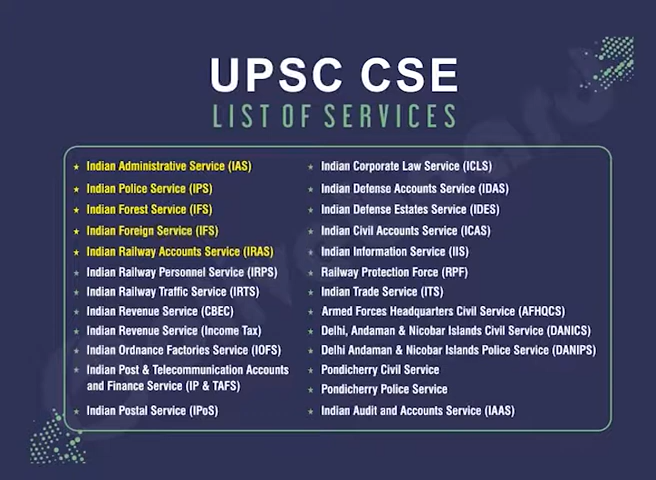 UPSC CSE
LIST OF SERVICES
Indian Administrative Service (IAS)
Indian Police Service (IPS)
Indian Forest Service (IFS)
Indian Foreign Service (IFS)
Indian Railway Accounts Service (IRAS)
Indian Railway Personnel Service (IRPS)
Indian Railway Traffic Service (IRTS)
Indian Revenue Service (CBEC)
Indian Revenue Service (Income Tax)
Indian Ordnance Factories Service (IOFS)
Indian Post & Telecommunication Accounts
and Finance Service (IP & TAFS)
Indian Postal Service (IPoS)
Indian Corporate Law Service (ICLS)
Indian Defense Accounts Service (IDAS)
Indian Defense Estates Service (IDES)
Indian Civil Accounts Service (ICAS)
Indian Information Service (IIS)
Railway Protection Force (RPF)
Indian Trade Service (ITS)
Armed Forces Headquarters Civil Service (AFHQCS)
Delhi, Andaman & Nicobar Islands Civil Service (DANICS)
Delhi Andaman & Nicobar Islands Police Service (DANIPS)
Pondicherry Civil Service
Pondicherry Police Service
Indian Audit and Accounts Service (IAAS)